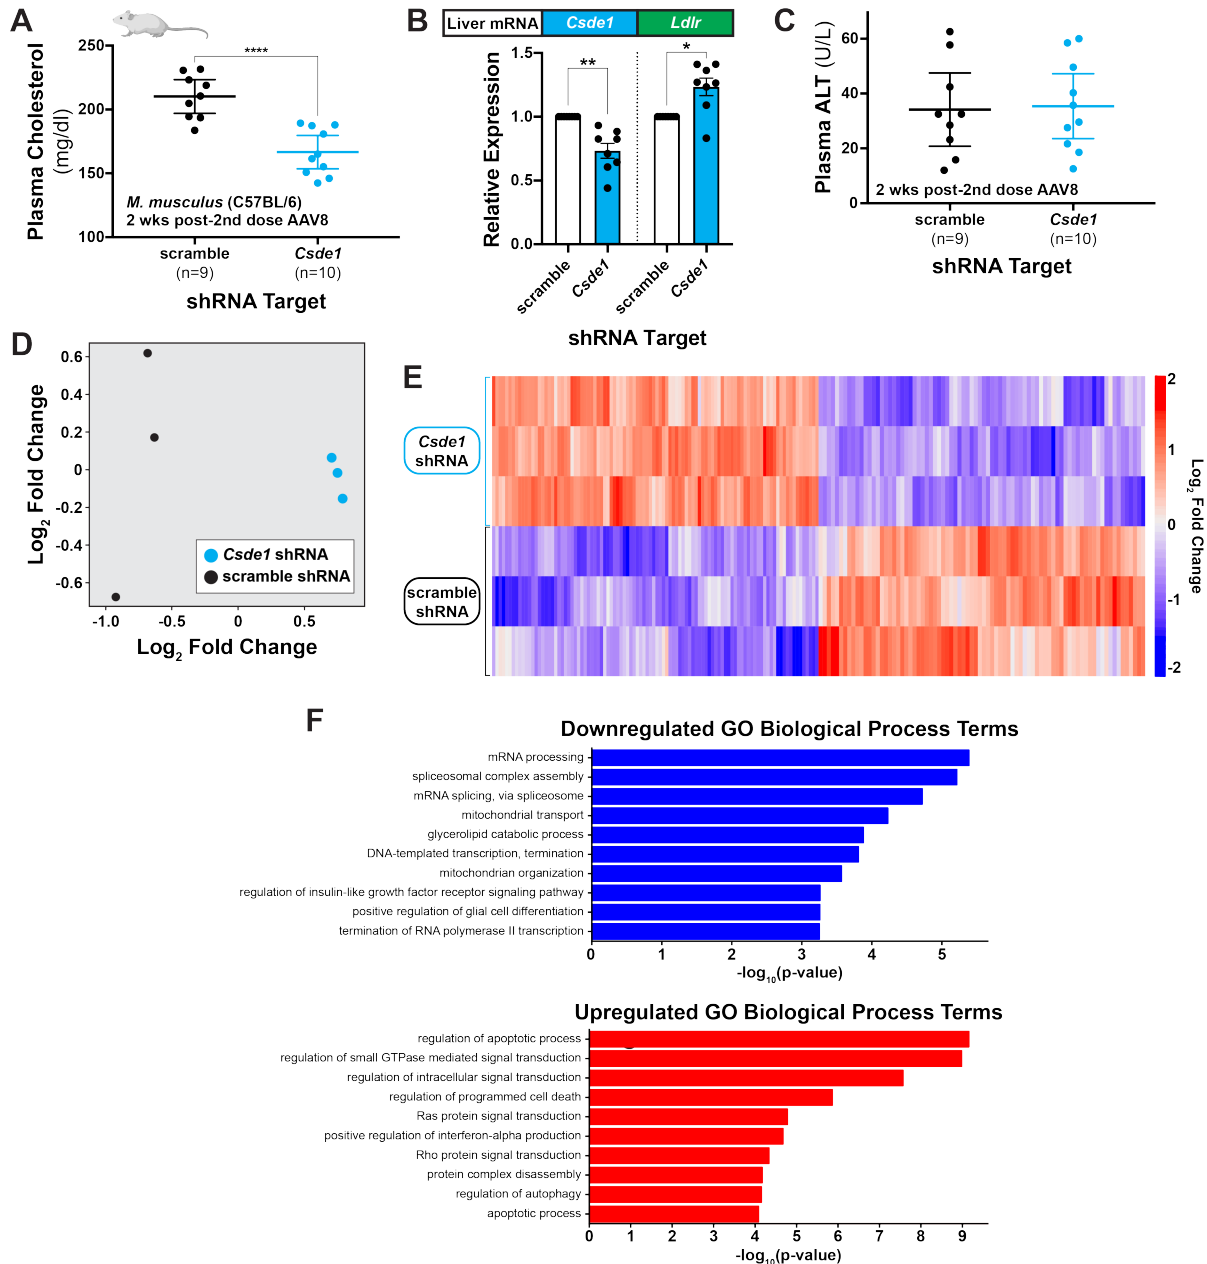 A
250
200
150
100
Plasma Cholesterol
(mg/dl)
****
M. musculus (C57BL/6)
2 wks post-2nd dose AAV8
scramble
(n=9)
Csde1
(n=10)
shRNA Target
B
Liver mRNA
Csde1
Ldlr
1.5
1.0
0.5
0.0
Relative Expression
**
*
scramble
Csde1
scramble
Csde1
shRNA Target
C
60
40
20
0
Plasma ALT (U/L)
2 wks post-2nd dose AAV8
scramble
(n=9)
Csde1
(n=10)
shRNA Target
D
0.6
0.4
0.2
0
-0.2
-0.4
-0.6
Log2 Fold Change
Csde1 shRNA
scramble shRNA
-1.0
-0.5
0
0.5
Log2 Fold Change
E
Csde1
shRNA
scramble
shRNA
2
1
0
-1
-2
Log2 Fold Change
F
Downregulated GO Biological Process Terms
mRNA processing
spliceosomal complex assembly
mRNA splicing, via spliceosome
mitochondrial transport
glycerolipid catabolic process
DNA-templated transcription, termination
mitochondrian organization
regulation of insulin-like growth factor receptor signaling pathway
positive regulation of glial cell differentiation
termination of RNA polymerase II transcription
0 1 2 3 4 5
-log10(p-value)
Upregulated GO Biological Process Terms
regulation of apoptotic process
regulation of small GTPase mediated signal transduction
regulation of intracellular signal transduction
regulation of programmed cell death
Ras protein signal transduction
positive regulation of interferon-alpha production
Rho protein signal transduction
protein complex disassembly
regulation of autophagy
apoptotic process
0 1 2 3 4 5 6 7 8 9
-log10(p-value)